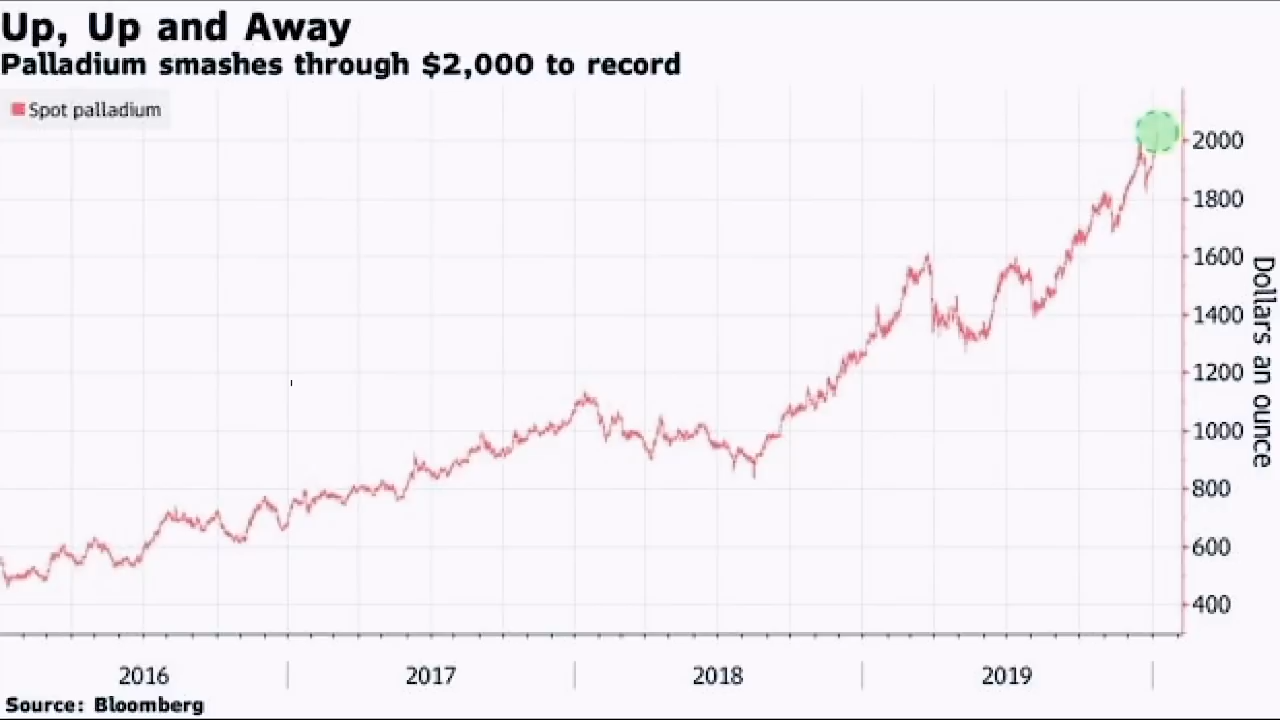 Up, Up and Away
Palladium smashes through $2,000 to record
Spot palladium
2000
1800
1600
1400
1200
1000
800
600
400
Dollars an ounce
2016 2017 2018 2019
Source: Bloomberg